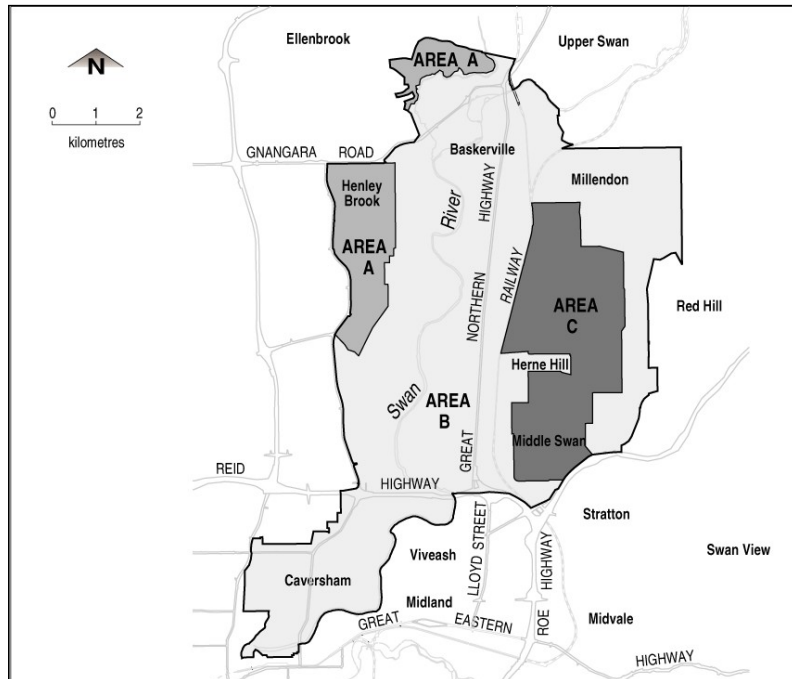 Ellenbrook
AREA A
Upper Swan
N
0 1 2
kilometres
GNANGARA ROAD
Baskerville
HIGHWAY
Millendon
Henley
Brook
River
AREA
A
RAILWAY
NORTHERN
AREA
C
Red Hill
Herne Hill
Swan
AREA
B
GREAT
Middle Swan
REID
HIGHWAY
LLOYD STREET
Stratton
Viveash
HIGHWAY
Swan View
Caversham
Midland
GREAT EASTERN
ROE
Midvale
HIGHWAY